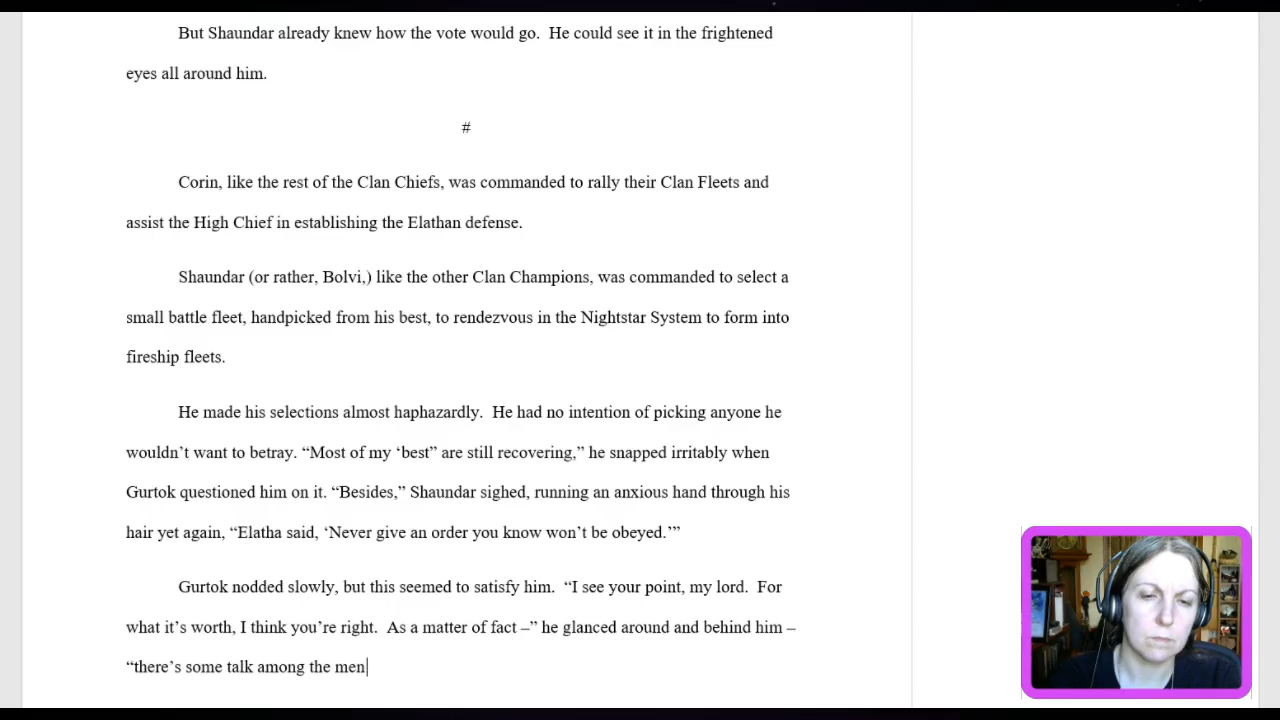 But Shaundar already knew how the vote would go.  He could see it in the frightened
eyes all around him.
#
Corin, like the rest of the Clan Chiefs, was commanded to rally their Clan Fleets and
assist the High Chief in establishing the Elathan defense.
Shaundar (or rather, Bolvi,) like the other Clan Champions, was commanded to select a
small battle fleet, handpicked from his best, to rendezvous in the Nightstar System to form into
fireship fleets.
He made his selections almost haphazardly.  He had no intention of picking anyone he
wouldn’t want to betray. “Most of my ‘best” are still recovering,” he snapped irritably when
Gurtok questioned him on it. “Besides,” Shaundar sighed, running an anxious hand through his
hair yet again, “Elatha said, ‘Never give an order you know won’t be obeyed.’”
Gurtok nodded slowly, but this seemed to satisfy him.  “I see your point, my lord.  For
what it’s worth, I think you’re right.  As a matter of fact –” he glanced around and behind him –
“there’s some talk among the men